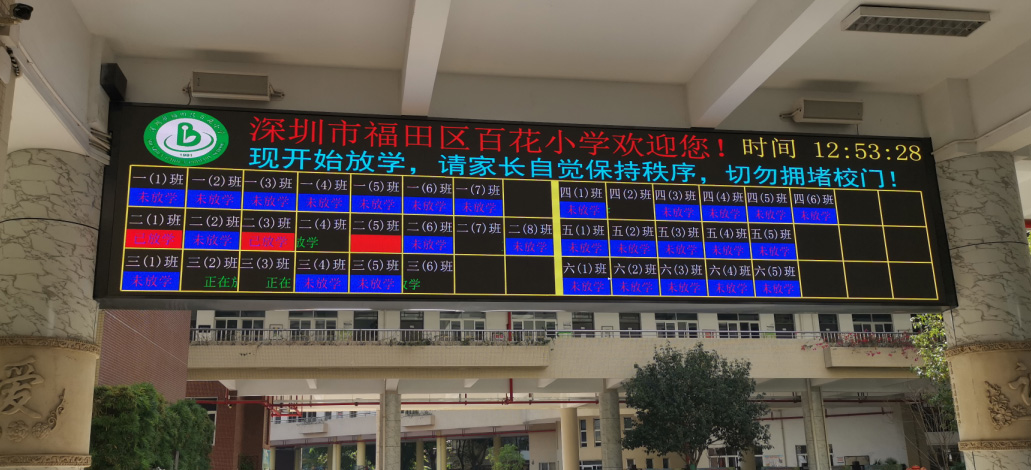 深圳市福田区百花小学欢迎您！ 时间 12:53:28
现开始放学，请家长自觉保持秩序，切勿拥堵校门！
一(1)班 一(2)班 一(3)班 一(4)班 一(5)班 一(6)班 一(7)班 四(1)班 四(2)班 四(3)班 四(4)班 四(5)班 四(6)班
未放学 未放学 未放学 未放学 未放学 未放学 未放学 未放学 未放学 未放学 未放学 未放学
二(1)班 二(2)班 二(3)班 二(4)班 二(5)班 二(6)班 二(7)班 二(8)班 五(1)班 五(2)班 五(3)班 五(4)班 五(5)班
已放学 未放学 已放学 放学 未放学 未放学 未放学 未放学 未放学 未放学 未放学
三(1)班 三(2)班 三(3)班 三(4)班 三(5)班 三(6)班 六(1)班 六(2)班 六(3)班 六(4)班 六(5)班
未放学 正在 正在 未放学 未放学 学 未放学 未放学 未放学 未放学 未放学
爱